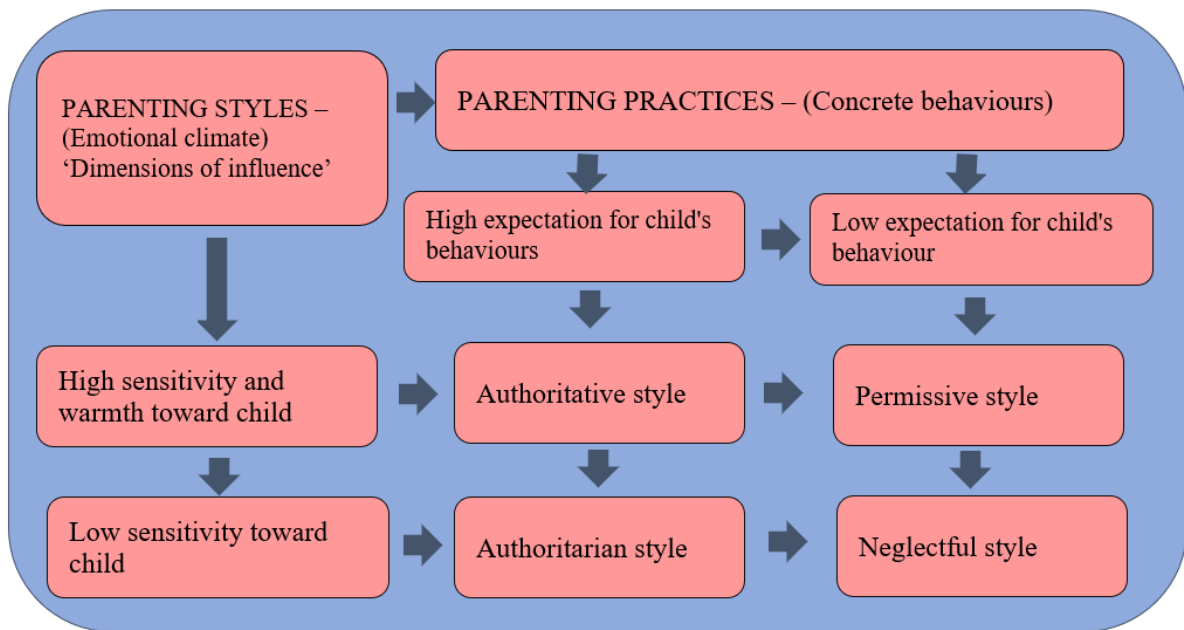 PARENTING STYLES –
(Emotional climate)
‘Dimensions of influence’
PARENTING PRACTICES – (Concrete behaviours)
High expectation for child's
behaviours
Low expectation for child's
behaviour
High sensitivity and
warmth toward child
Authoritative style
Permissive style
Low sensitivity toward
child
Authoritarian style
Neglectful style